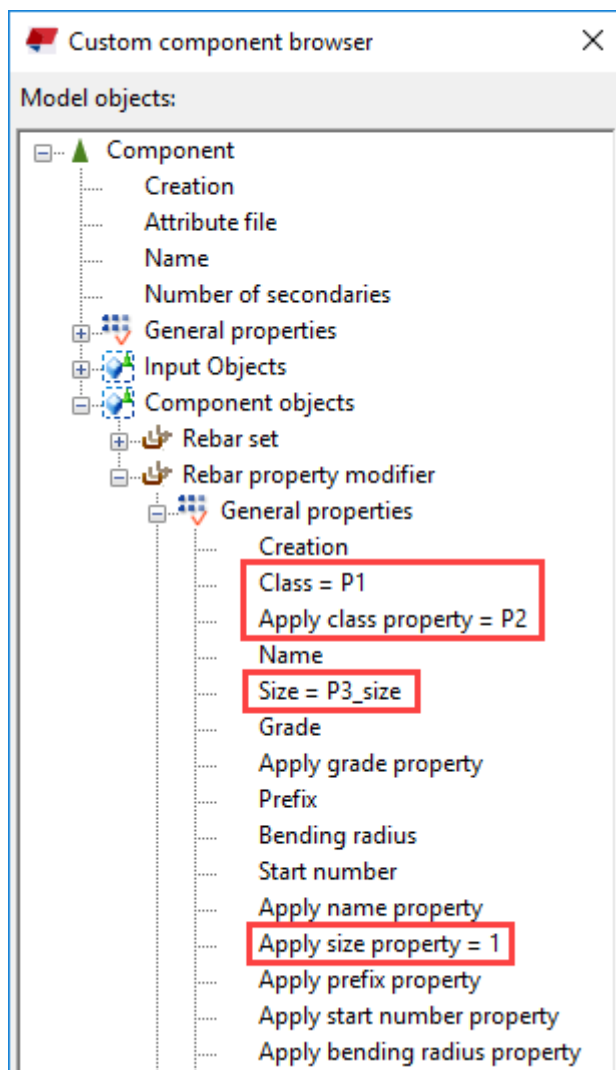 Custom component browser
Model objects:
Component
Creation
Attribute file
Name
Number of secondaries
General properties
Input Objects
Component objects
Rebar set
Rebar property modifier
General properties
Creation
Class = P1
Apply class property = P2
Name
Size = P3_size
Grade
Apply grade property
Prefix
Bending radius
Start number
Apply name property
Apply size property = 1
Apply prefix property
Apply start number property
Apply bending radius property